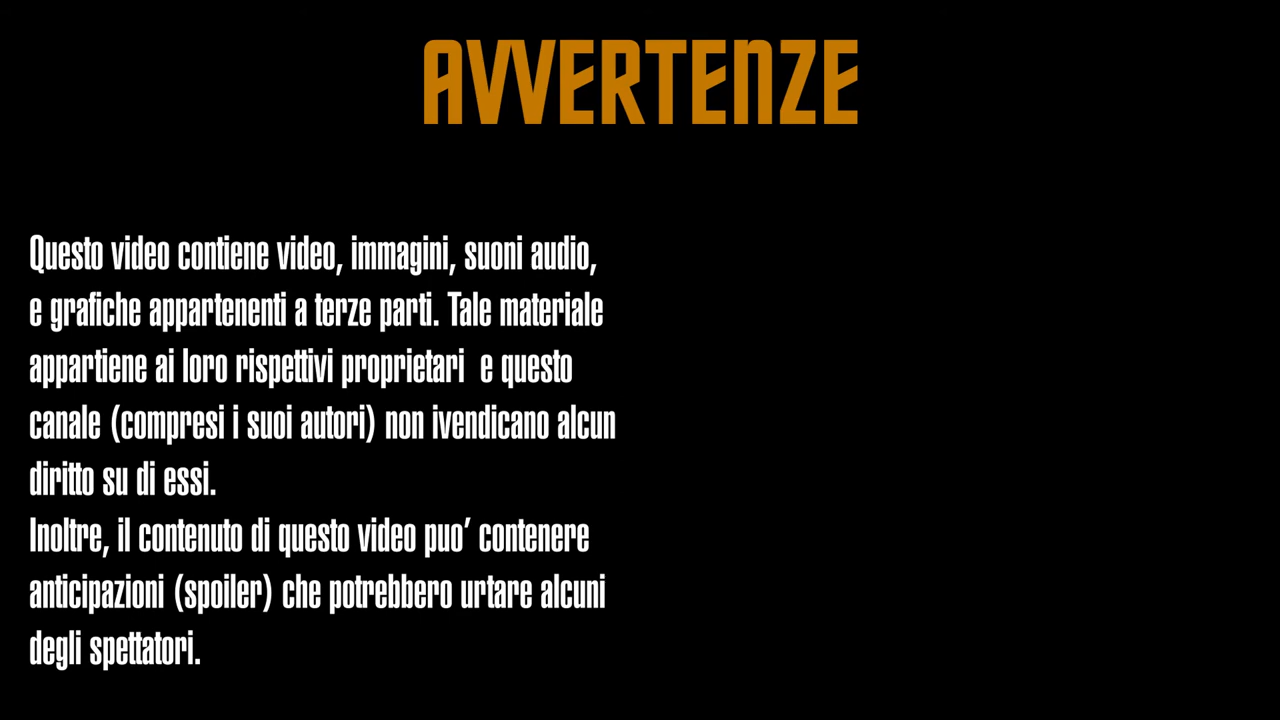 AVVERTENZE
Questo video contiene video, immagini, suoni audio,
e grafiche appartenenti a terze parti. Tale materiale
appartiene ai loro rispettivi proprietari  e questo
canale (compresi i suoi autori) non ivendicano alcun
diritto su di essi.
Inoltre, il contenuto di questo video puo’ contenere
anticipazioni (spoiler) che potrebbero urtare alcuni
degli spettatori.